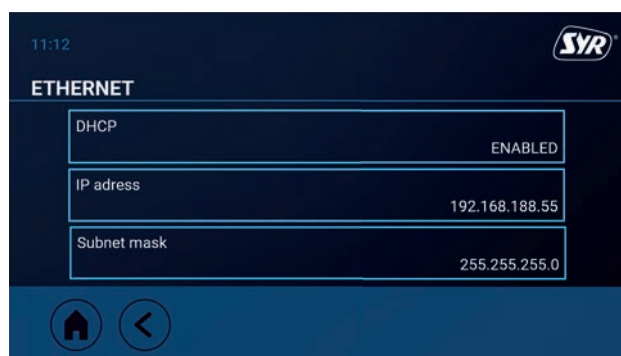 11:12
SYR
ETHERNET
DHCP
ENABLED
IP adress
192.168.188.55
Subnet mask
255.255.255.0